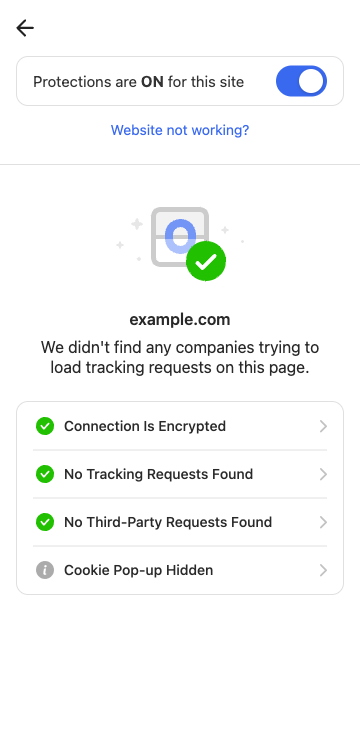 Protections are ON for this site
Website not working?
example.com
We didn't find any companies trying to
load tracking requests on this page.
Connection Is Encrypted
No Tracking Requests Found
No Third-Party Requests Found
Cookie Pop-up Hidden